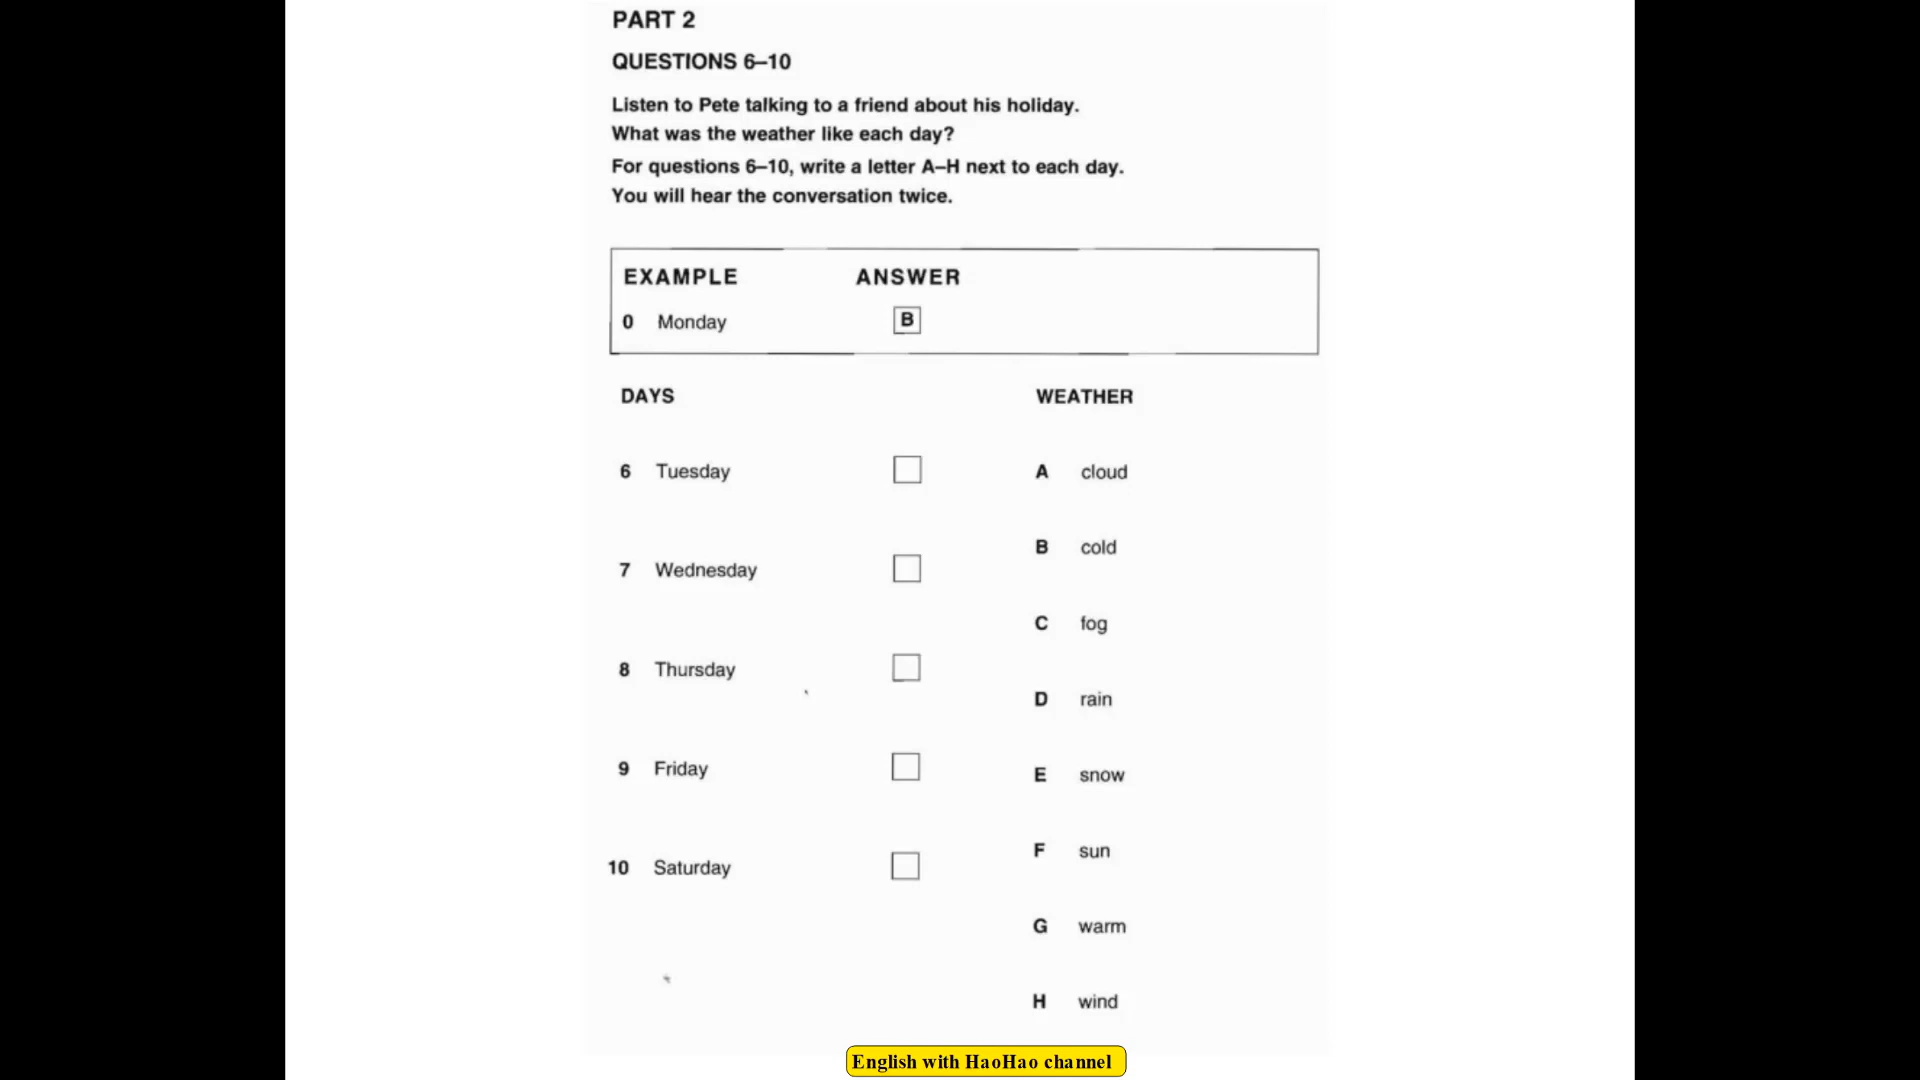 PART 2
QUESTIONS 6–10
Listen to Pete talking to a friend about his holiday.
What was the weather like each day?
For questions 6–10, write a letter A–H next to each day.
You will hear the conversation twice.
EXAMPLE ANSWER
0 Monday B
DAYS WEATHER
6 Tuesday A cloud
B cold
7 Wednesday
C fog
8 Thursday
D rain
9 Friday E snow
F sun
10 Saturday
G warm
H wind
English with HaoHao channel